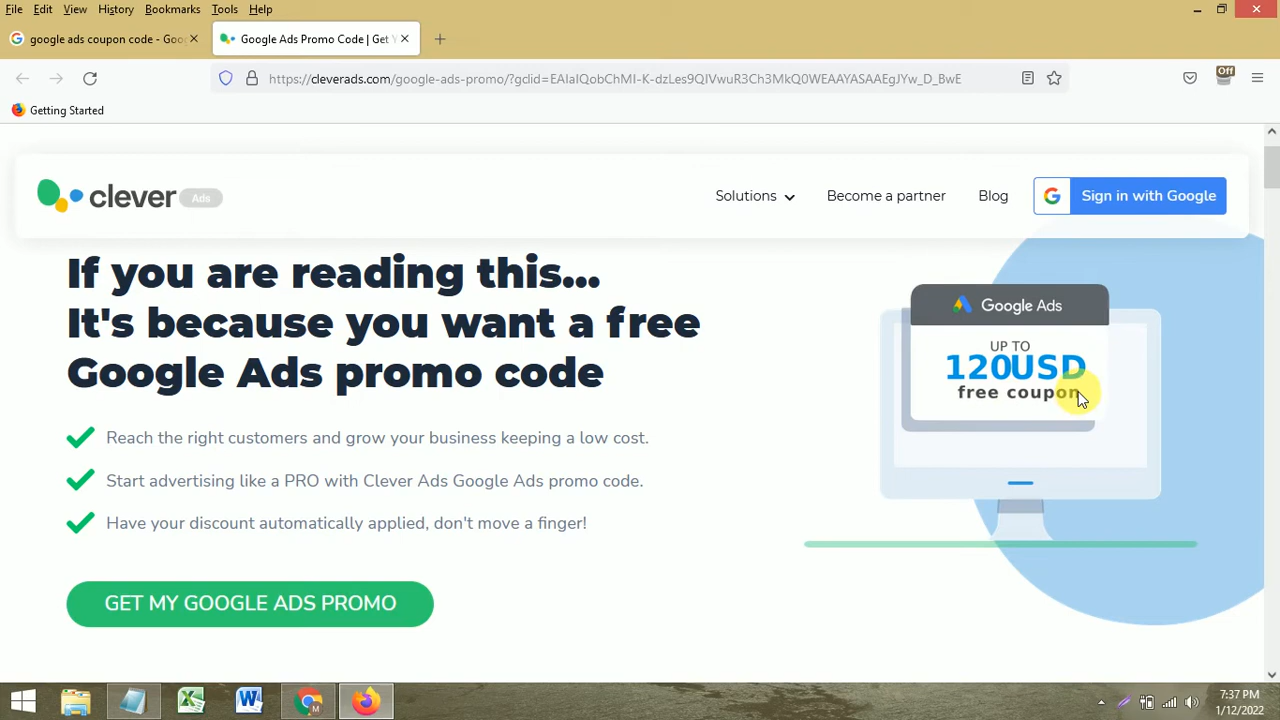 File Edit View History Bookmarks Tools Help
google ads coupon code - Goo
Google Ads Promo Code | Get Y
https://cleverads.com/google-ads-promo/?gclid=EAIaIQobChMI-K-dzLes9QIVwuR3Ch3MkQ0WEAAYASAAEgJYw_D_BwE
Off
Getting Started
clever Ads
Solutions
Become a partner
Blog
Sign in with Google
If you are reading this...
It's because you want a free
Google Ads promo code
Reach the right customers and grow your business keeping a low cost.
Start advertising like a PRO with Clever Ads Google Ads promo code.
Have your discount automatically applied, don't move a finger!
GET MY GOOGLE ADS PROMO
Google Ads
UP TO
120USD
free coupon
7:37 PM
1/12/2022